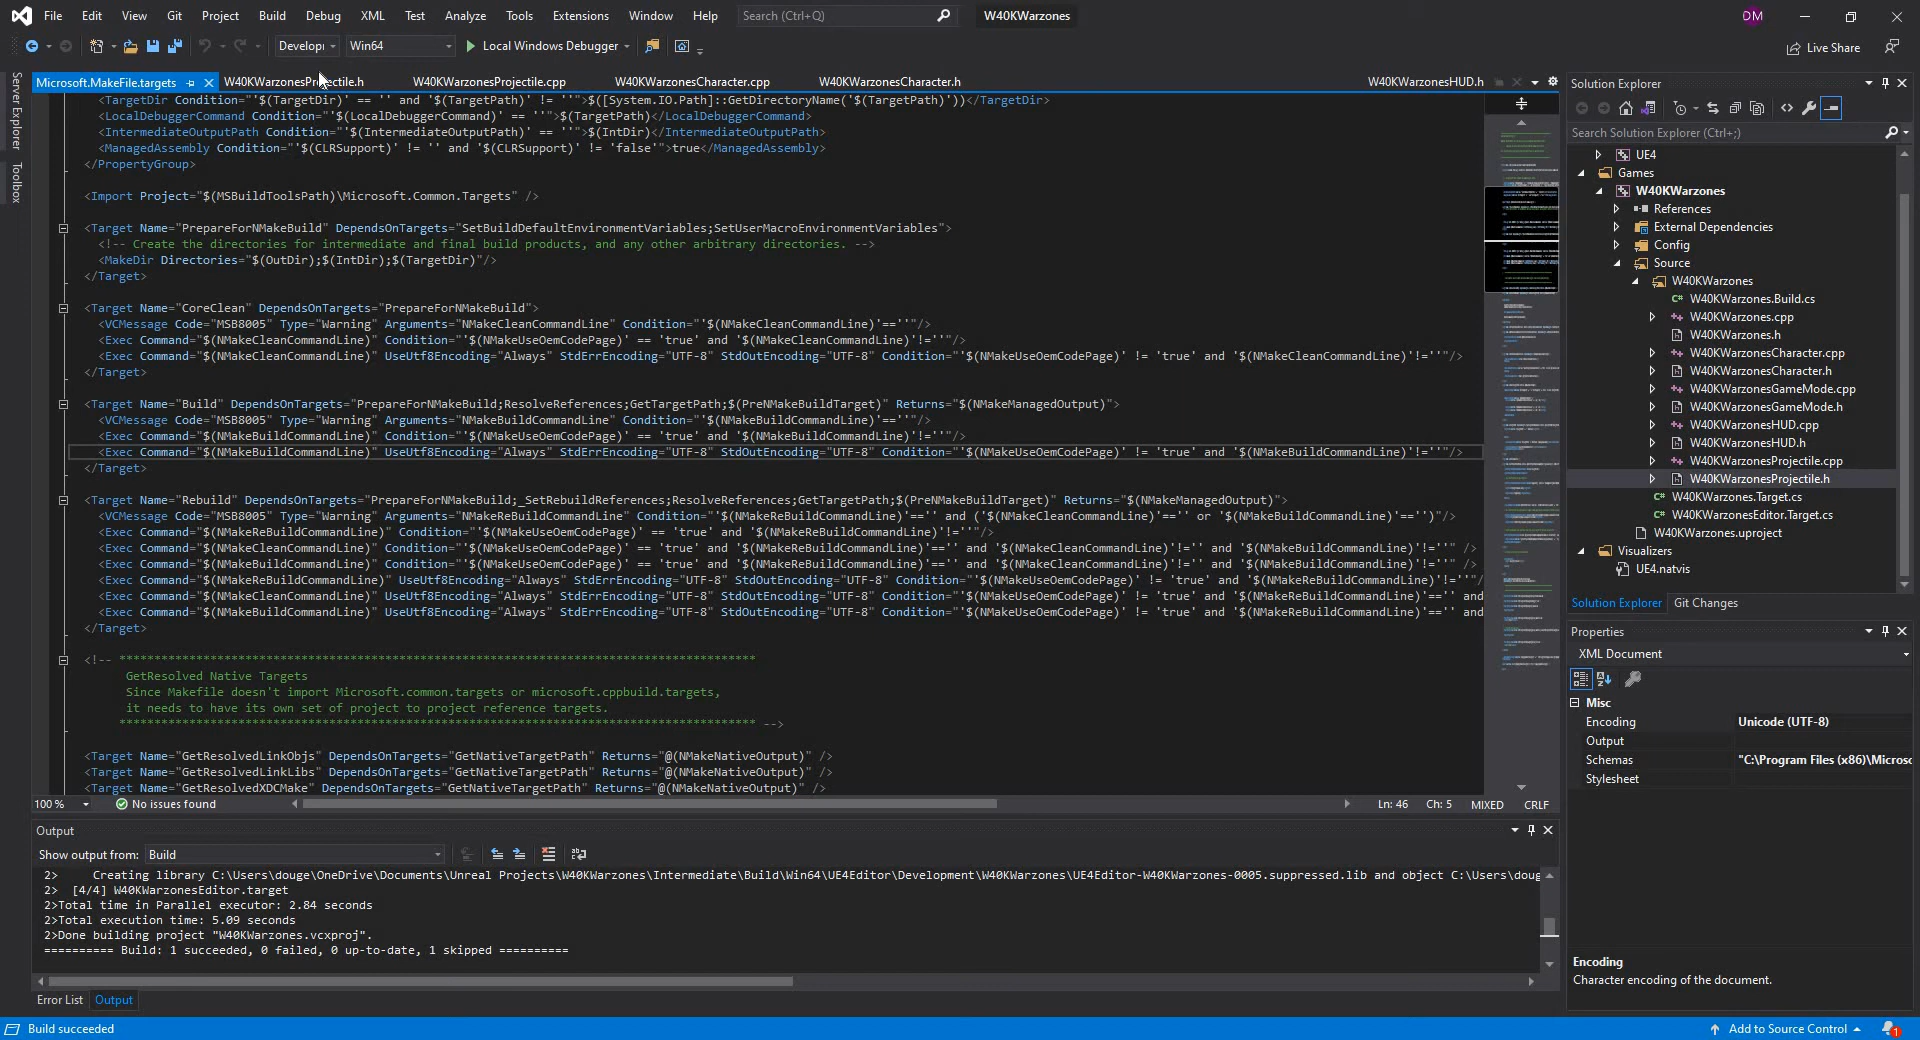 File Edit View Git Project Build Debug XML Test Analyze Tools Extensions Window Help Search (Ctrl+Q) W40KWarzones DM
Develop Win64 Local Windows Debugger Live Share
Server Explorer
Toolbox
Microsoft.MakeFile.targets W40KWarzonesProjectile.h W40KWarzonesProjectile.cpp W40KWarzonesCharacter.cpp W40KWarzonesCharacter.h W40KWarzonesHUD.h
<TargetDir Condition="'$(TargetDir)' == '' and '$(TargetPath)' != ''">$([System.IO.Path]::GetDirectoryName('$(TargetPath)'))</TargetDir>
<LocalDebuggerCommand Condition="'$(LocalDebuggerCommand)' == ''">$(TargetPath)</LocalDebuggerCommand>
<IntermediateOutputPath Condition="'$(IntermediateOutputPath)' == ''">$(IntDir)</IntermediateOutputPath>
<ManagedAssembly Condition="'$(CLRSupport)' != '' and '$(CLRSupport)' != 'false'">true</ManagedAssembly>
</PropertyGroup>
<Import Project="$(MSBuildToolsPath)\Microsoft.Common.Targets" />
<Target Name="PrepareForNMakeBuild" DependsOnTargets="SetBuildDefaultEnvironmentVariables;SetUserMacroEnvironmentVariables">
<!-- Create the directories for intermediate and final build products, and any other arbitrary directories. -->
<MakeDir Directories="$(OutDir);$(IntDir);$(TargetDir)"/>
</Target>
<Target Name="CoreClean" DependsOnTargets="PrepareForNMakeBuild">
<VCMessage Code="MSB8005" Type="Warning" Arguments="NMakeCleanCommandLine" Condition="'$(NMakeCleanCommandLine)'==''"/>
<Exec Command="$(NMakeCleanCommandLine)" Condition="'$(NMakeUseOemCodePage)' == 'true' and '$(NMakeCleanCommandLine)'!=''"/>
<Exec Command="$(NMakeCleanCommandLine)" UseUtf8Encoding="Always" StdErrEncoding="UTF-8" StdOutEncoding="UTF-8" Condition="'$(NMakeUseOemCodePage)' != 'true' and '$(NMakeCleanCommandLine)'!=''"/>
</Target>
<Target Name="Build" DependsOnTargets="PrepareForNMakeBuild;ResolveReferences;GetTargetPath;$(PreNMakeBuildTarget)" Returns="$(NMakeManagedOutput)">
<VCMessage Code="MSB8005" Type="Warning" Arguments="NMakeBuildCommandLine" Condition="'$(NMakeBuildCommandLine)'==''"/>
<Exec Command="$(NMakeBuildCommandLine)" Condition="'$(NMakeUseOemCodePage)' == 'true' and '$(NMakeBuildCommandLine)'!=''"/>
<Exec Command="$(NMakeBuildCommandLine)" UseUtf8Encoding="Always" StdErrEncoding="UTF-8" StdOutEncoding="UTF-8" Condition="'$(NMakeUseOemCodePage)' != 'true' and '$(NMakeBuildCommandLine)'!=''"/>
</Target>
<Target Name="Rebuild" DependsOnTargets="PrepareForNMakeBuild;_SetRebuildReferences;ResolveReferences;GetTargetPath;$(PreNMakeBuildTarget)" Returns="$(NMakeManagedOutput)">
<VCMessage Code="MSB8005" Type="Warning" Arguments="NMakeReBuildCommandLine" Condition="'$(NMakeReBuildCommandLine)'=='' and ('$(NMakeCleanCommandLine)'=='' or '$(NMakeBuildCommandLine)'=='')"/>
<Exec Command="$(NMakeReBuildCommandLine)" Condition="'$(NMakeUseOemCodePage)' == 'true' and '$(NMakeReBuildCommandLine)'!=''"/>
<Exec Command="$(NMakeCleanCommandLine)" Condition="'$(NMakeUseOemCodePage)' == 'true' and '$(NMakeReBuildCommandLine)'=='' and '$(NMakeCleanCommandLine)'!='' and '$(NMakeBuildCommandLine)'!=''" />
<Exec Command="$(NMakeBuildCommandLine)" Condition="'$(NMakeUseOemCodePage)' == 'true' and '$(NMakeReBuildCommandLine)'=='' and '$(NMakeCleanCommandLine)'!='' and '$(NMakeBuildCommandLine)'!=''" />
<Exec Command="$(NMakeReBuildCommandLine)" UseUtf8Encoding="Always" StdErrEncoding="UTF-8" StdOutEncoding="UTF-8" Condition="'$(NMakeUseOemCodePage)' != 'true' and '$(NMakeReBuildCommandLine)'!=''"/
<Exec Command="$(NMakeCleanCommandLine)" UseUtf8Encoding="Always" StdErrEncoding="UTF-8" StdOutEncoding="UTF-8" Condition="'$(NMakeUseOemCodePage)' != 'true' and '$(NMakeReBuildCommandLine)'=='' and
<Exec Command="$(NMakeBuildCommandLine)" UseUtf8Encoding="Always" StdErrEncoding="UTF-8" StdOutEncoding="UTF-8" Condition="'$(NMakeUseOemCodePage)' != 'true' and '$(NMakeReBuildCommandLine)'=='' and
</Target>
<!-- *******************************************************************************************
GetResolved Native Targets
Since Makefile doesn't import Microsoft.common.targets or microsoft.cppbuild.targets,
it needs to have its own set of project to project reference targets.
******************************************************************************************* -->
<Target Name="GetResolvedLinkObjs" DependsOnTargets="GetNativeTargetPath" Returns="@(NMakeNativeOutput)" />
<Target Name="GetResolvedLinkLibs" DependsOnTargets="GetNativeTargetPath" Returns="@(NMakeNativeOutput)" />
<Target Name="GetResolvedXDCMake" DependsOnTargets="GetNativeTargetPath" Returns="@(NMakeNativeOutput)" />
100 % No issues found Ln: 46 Ch: 5 MIXED CRLF
Output
Show output from: Build
2> Creating library C:\Users\douge\OneDrive\Documents\Unreal Projects\W40KWarzones\Intermediate\Build\Win64\UE4Editor\Development\W40KWarzones\UE4Editor-W40KWarzones-0005.suppressed.lib and object C:\Users\doug
2> [4/4] W40KWarzonesEditor.target
2>Total time in Parallel executor: 2.84 seconds
2>Total execution time: 5.09 seconds
2>Done building project "W40KWarzones.vcxproj".
========== Build: 1 succeeded, 0 failed, 0 up-to-date, 1 skipped ==========
Error List Output
Solution Explorer
Search Solution Explorer (Ctrl+;)
UE4
Games
W40KWarzones
References
External Dependencies
Config
Source
W40KWarzones
W40KWarzones.Build.cs
W40KWarzones.cpp
W40KWarzones.h
W40KWarzonesCharacter.cpp
W40KWarzonesCharacter.h
W40KWarzonesGameMode.cpp
W40KWarzonesGameMode.h
W40KWarzonesHUD.cpp
W40KWarzonesHUD.h
W40KWarzonesProjectile.cpp
W40KWarzonesProjectile.h
W40KWarzones.Target.cs
W40KWarzonesEditor.Target.cs
W40KWarzones.uproject
Visualizers
UE4.natvis
Solution Explorer Git Changes
Properties
XML Document
Misc
Encoding Unicode (UTF-8)
Output
Schemas "C:\Program Files (x86)\Microsc
Stylesheet
Encoding
Character encoding of the document.
Build succeeded Add to Source Control 1